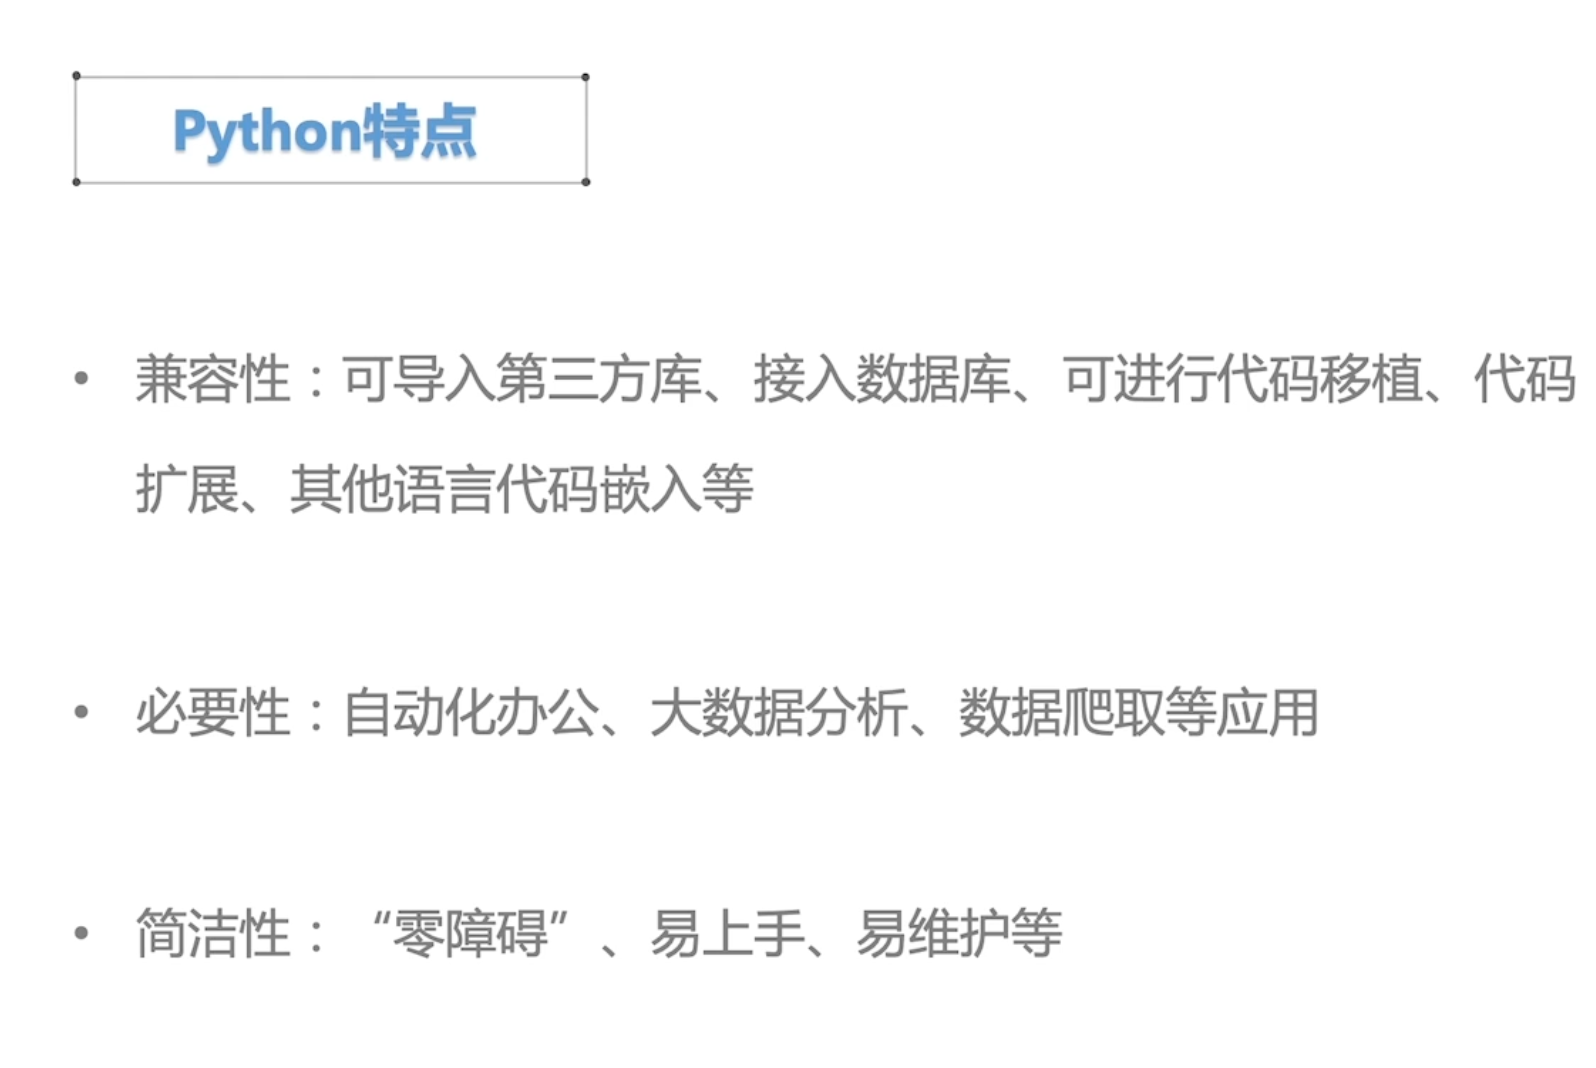 Python特点
• 兼容性：可导入第三方库、接入数据库、可进行代码移植、代码
扩展、其他语言代码嵌入等
• 必要性：自动化办公、大数据分析、数据爬取等应用
• 简洁性：“零障碍”、易上手、易维护等